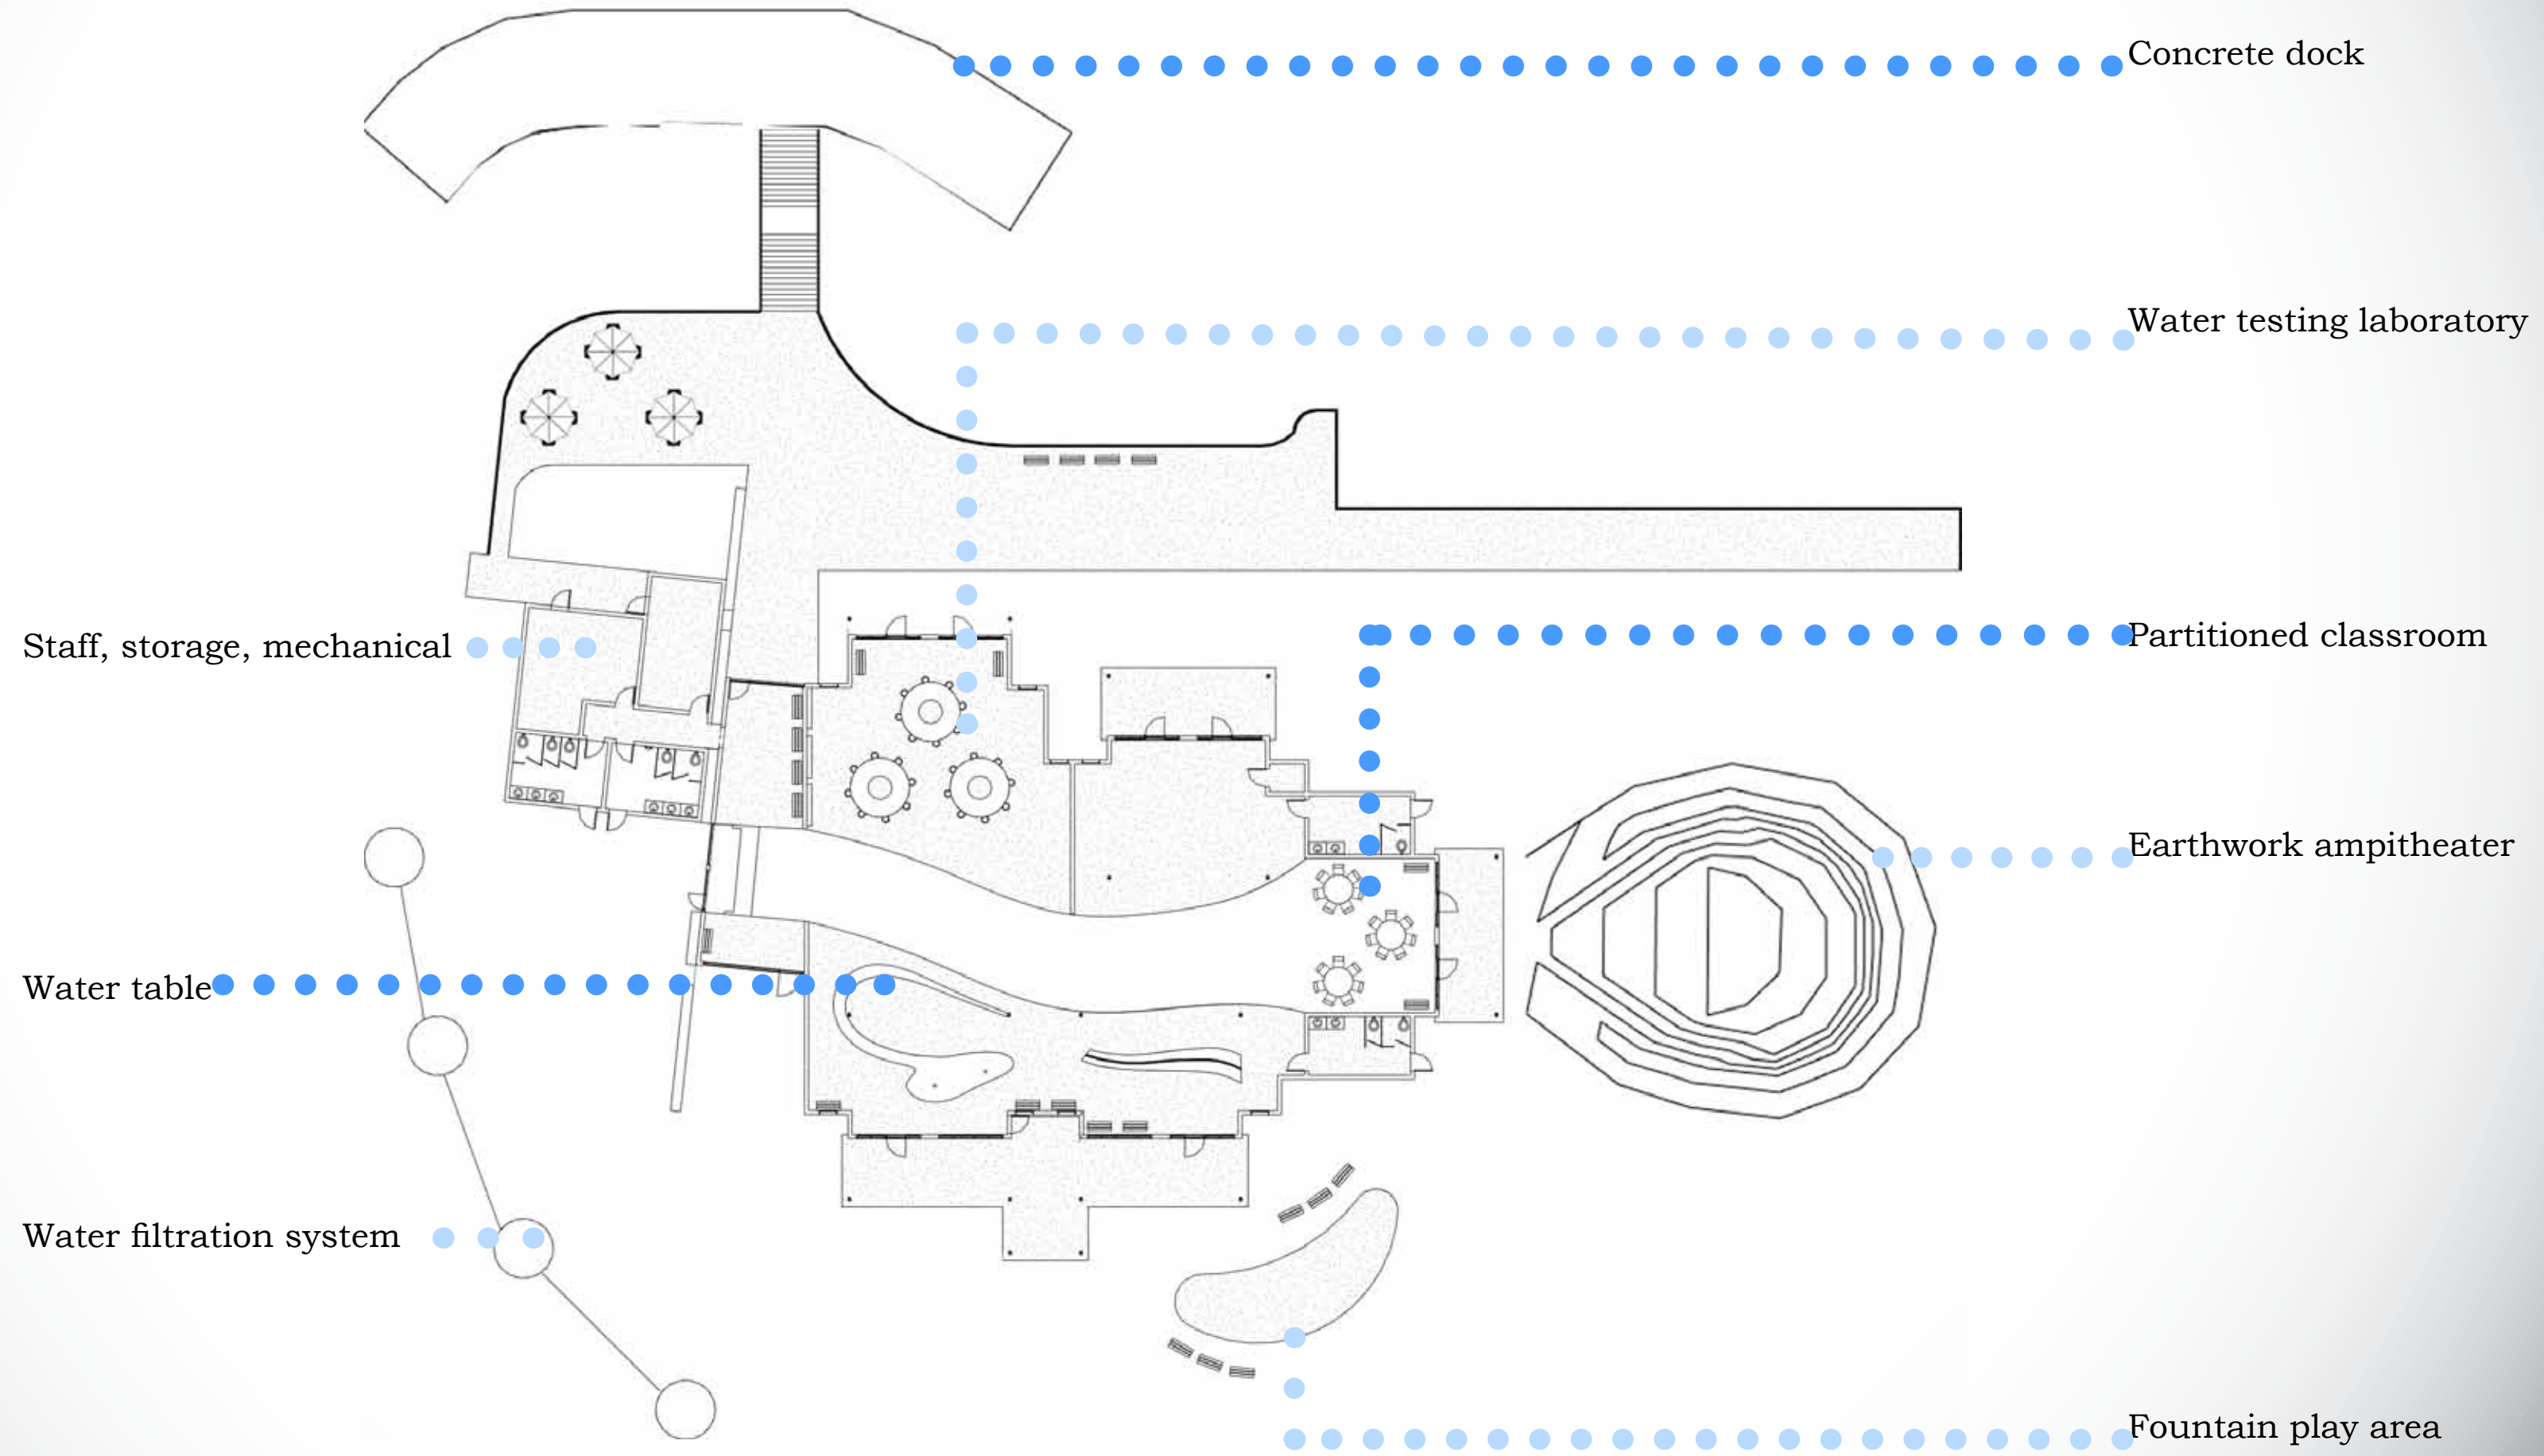 Concrete dock
Water testing laboratory
Staff, storage, mechanical
Partitioned classroom
Earthwork ampitheater
Water table
Water filtration system
Fountain play area